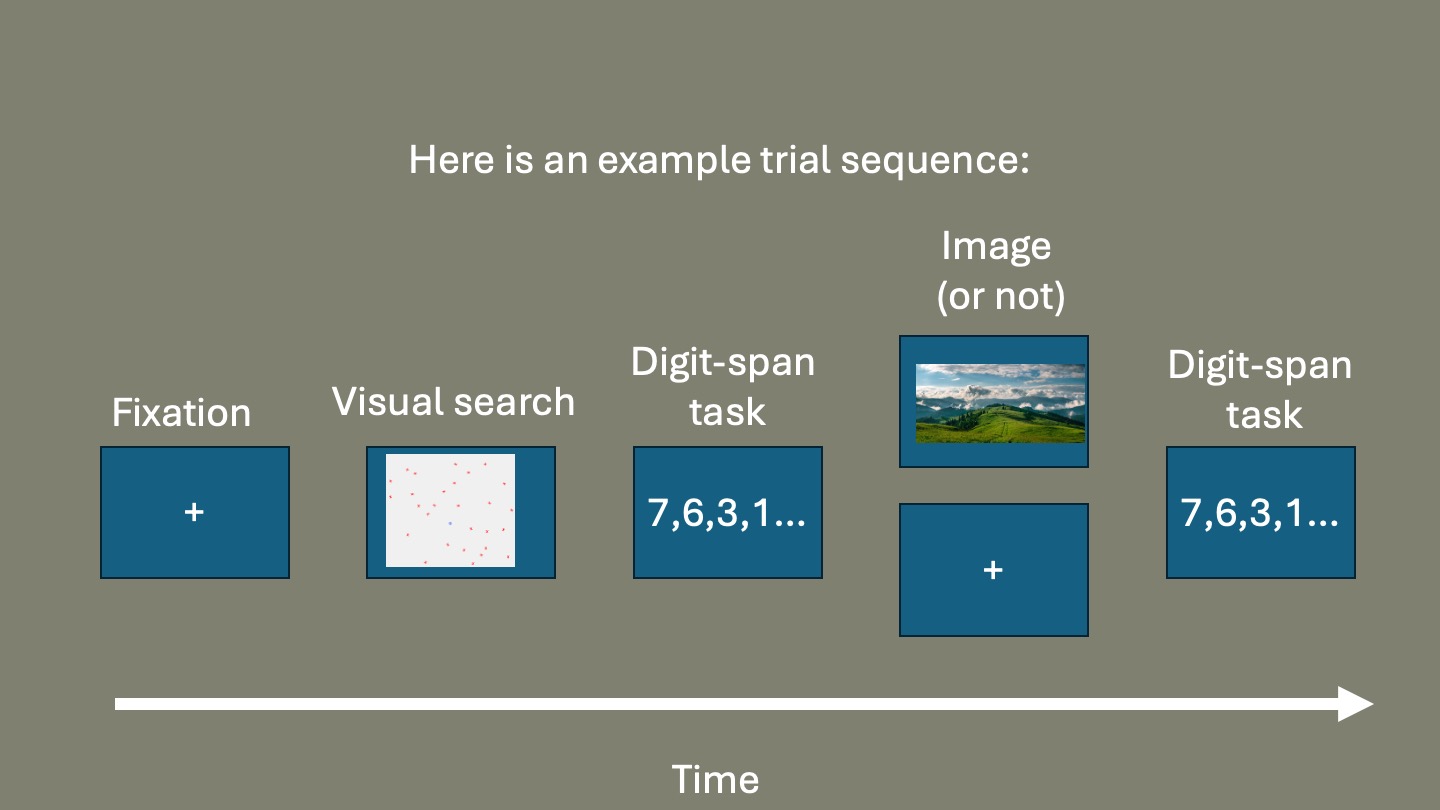 Here is an example trial sequence:
Image
(or not)
Digit-span
task
Digit-span
task
Visual search
Fixation
+
7,6,3,1...
7,6,3,1...
+
Time